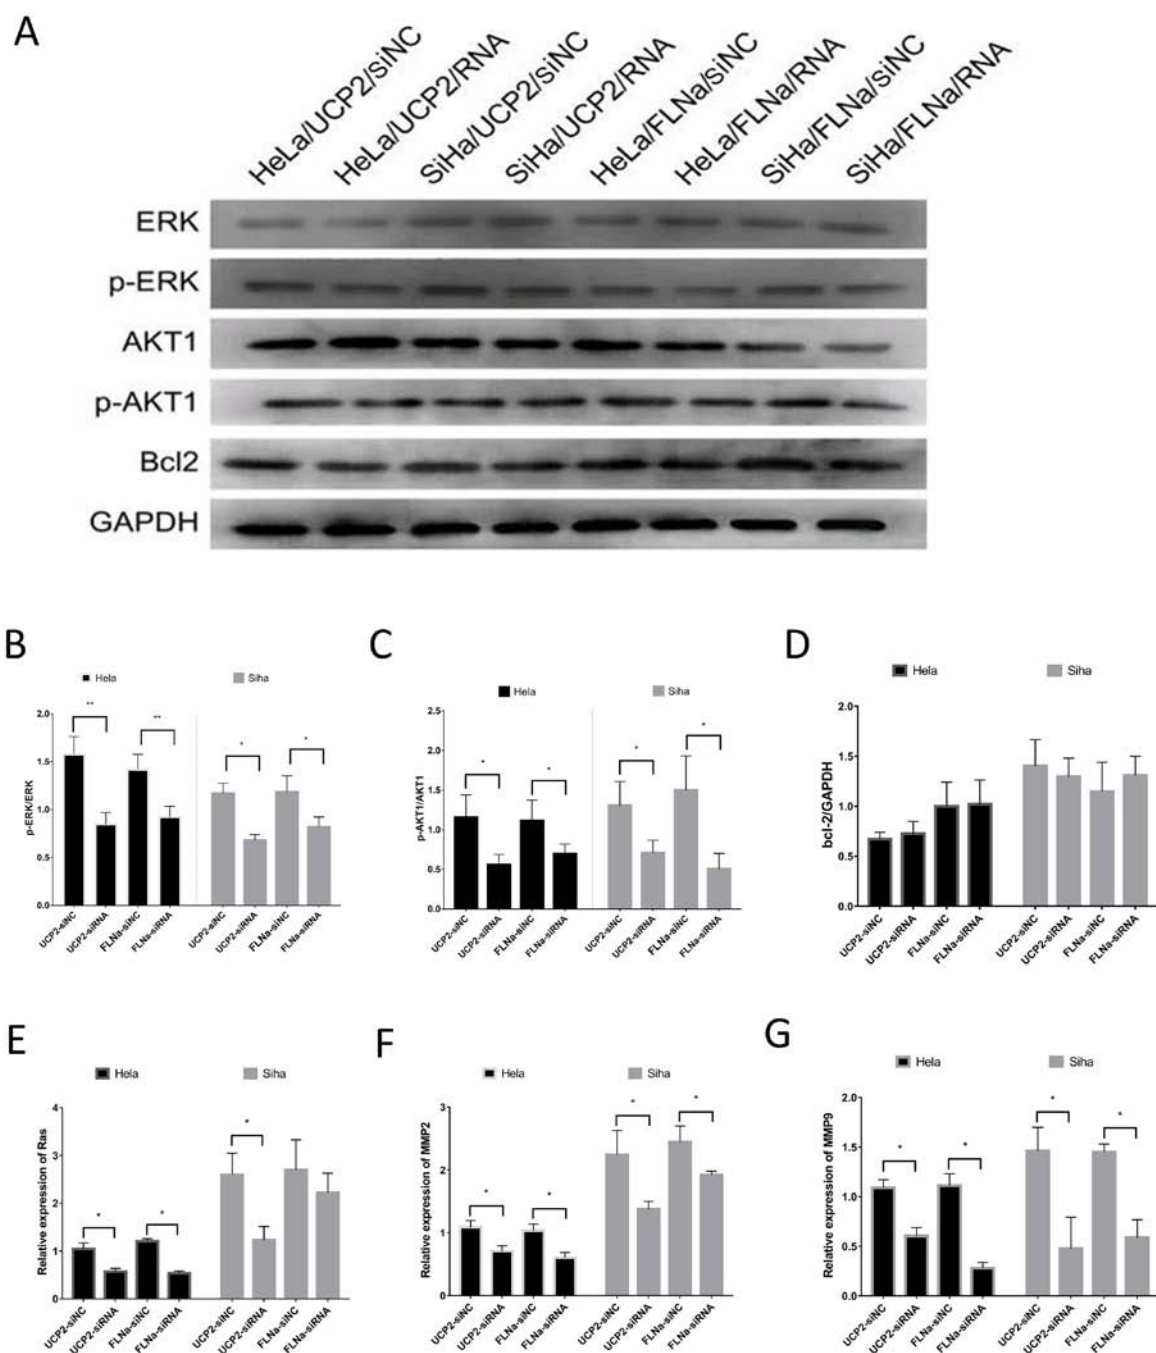 A
HeLa/UCP2/siNC
HeLa/UCP2/RNA
SiHa/UCP2/siNC
SiHa/UCP2/RNA
HeLa/FLNa/siNC
HeLa/FLNa/RNA
SiHa/FLNa/siNC
SiHa/FLNa/RNA
ERK
p-ERK
AKT1
p-AKT1
Bcl2
GAPDH
B
Hela
Siha
p-ERK/ERK
2.0
1.5
1.0
0.5
0.0
**
**
*
*
UCP2-siNC
UCP2-siRNA
FLNa-siNC
FLNa-siRNA
UCP2-siNC
UCP2-siRNA
FLNa-siNC
FLNa-siRNA
C
Hela
Siha
p-AKT1/AKT1
2.5
2.0
1.5
1.0
0.5
0.0
*
*
*
*
UCP2-siNC
UCP2-siRNA
FLNa-siNC
FLNa-siRNA
UCP2-siNC
UCP2-siRNA
FLNa-siNC
FLNa-siRNA
D
Hela
Siha
bcl-2/GAPDH
2.0
1.5
1.0
0.5
0.0
UCP2-siNC
UCP2-siRNA
FLNa-siNC
FLNa-siRNA
UCP2-siNC
UCP2-siRNA
FLNa-siNC
FLNa-siRNA
E
Hela
Siha
Relative expression of Ras
4
3
2
1
0
*
*
*
UCP2-siNC
UCP2-siRNA
FLNa-siNC
FLNa-siRNA
UCP2-siNC
UCP2-siRNA
FLNa-siNC
FLNa-siRNA
F
Hela
Siha
Relative expression of MMP2
3
2
1
0
*
*
*
*
UCP2-siNC
UCP2-siRNA
FLNa-siNC
FLNa-siRNA
UCP2-siNC
UCP2-siRNA
FLNa-siNC
FLNa-siRNA
G
Hela
Siha
Relative expression of MMP9
2.0
1.5
1.0
0.5
0.0
*
*
*
*
UCP2-siNC
UCP2-siRNA
FLNa-siNC
FLNa-siRNA
UCP2-siNC
UCP2-siRNA
FLNa-siNC
FLNa-siRNA